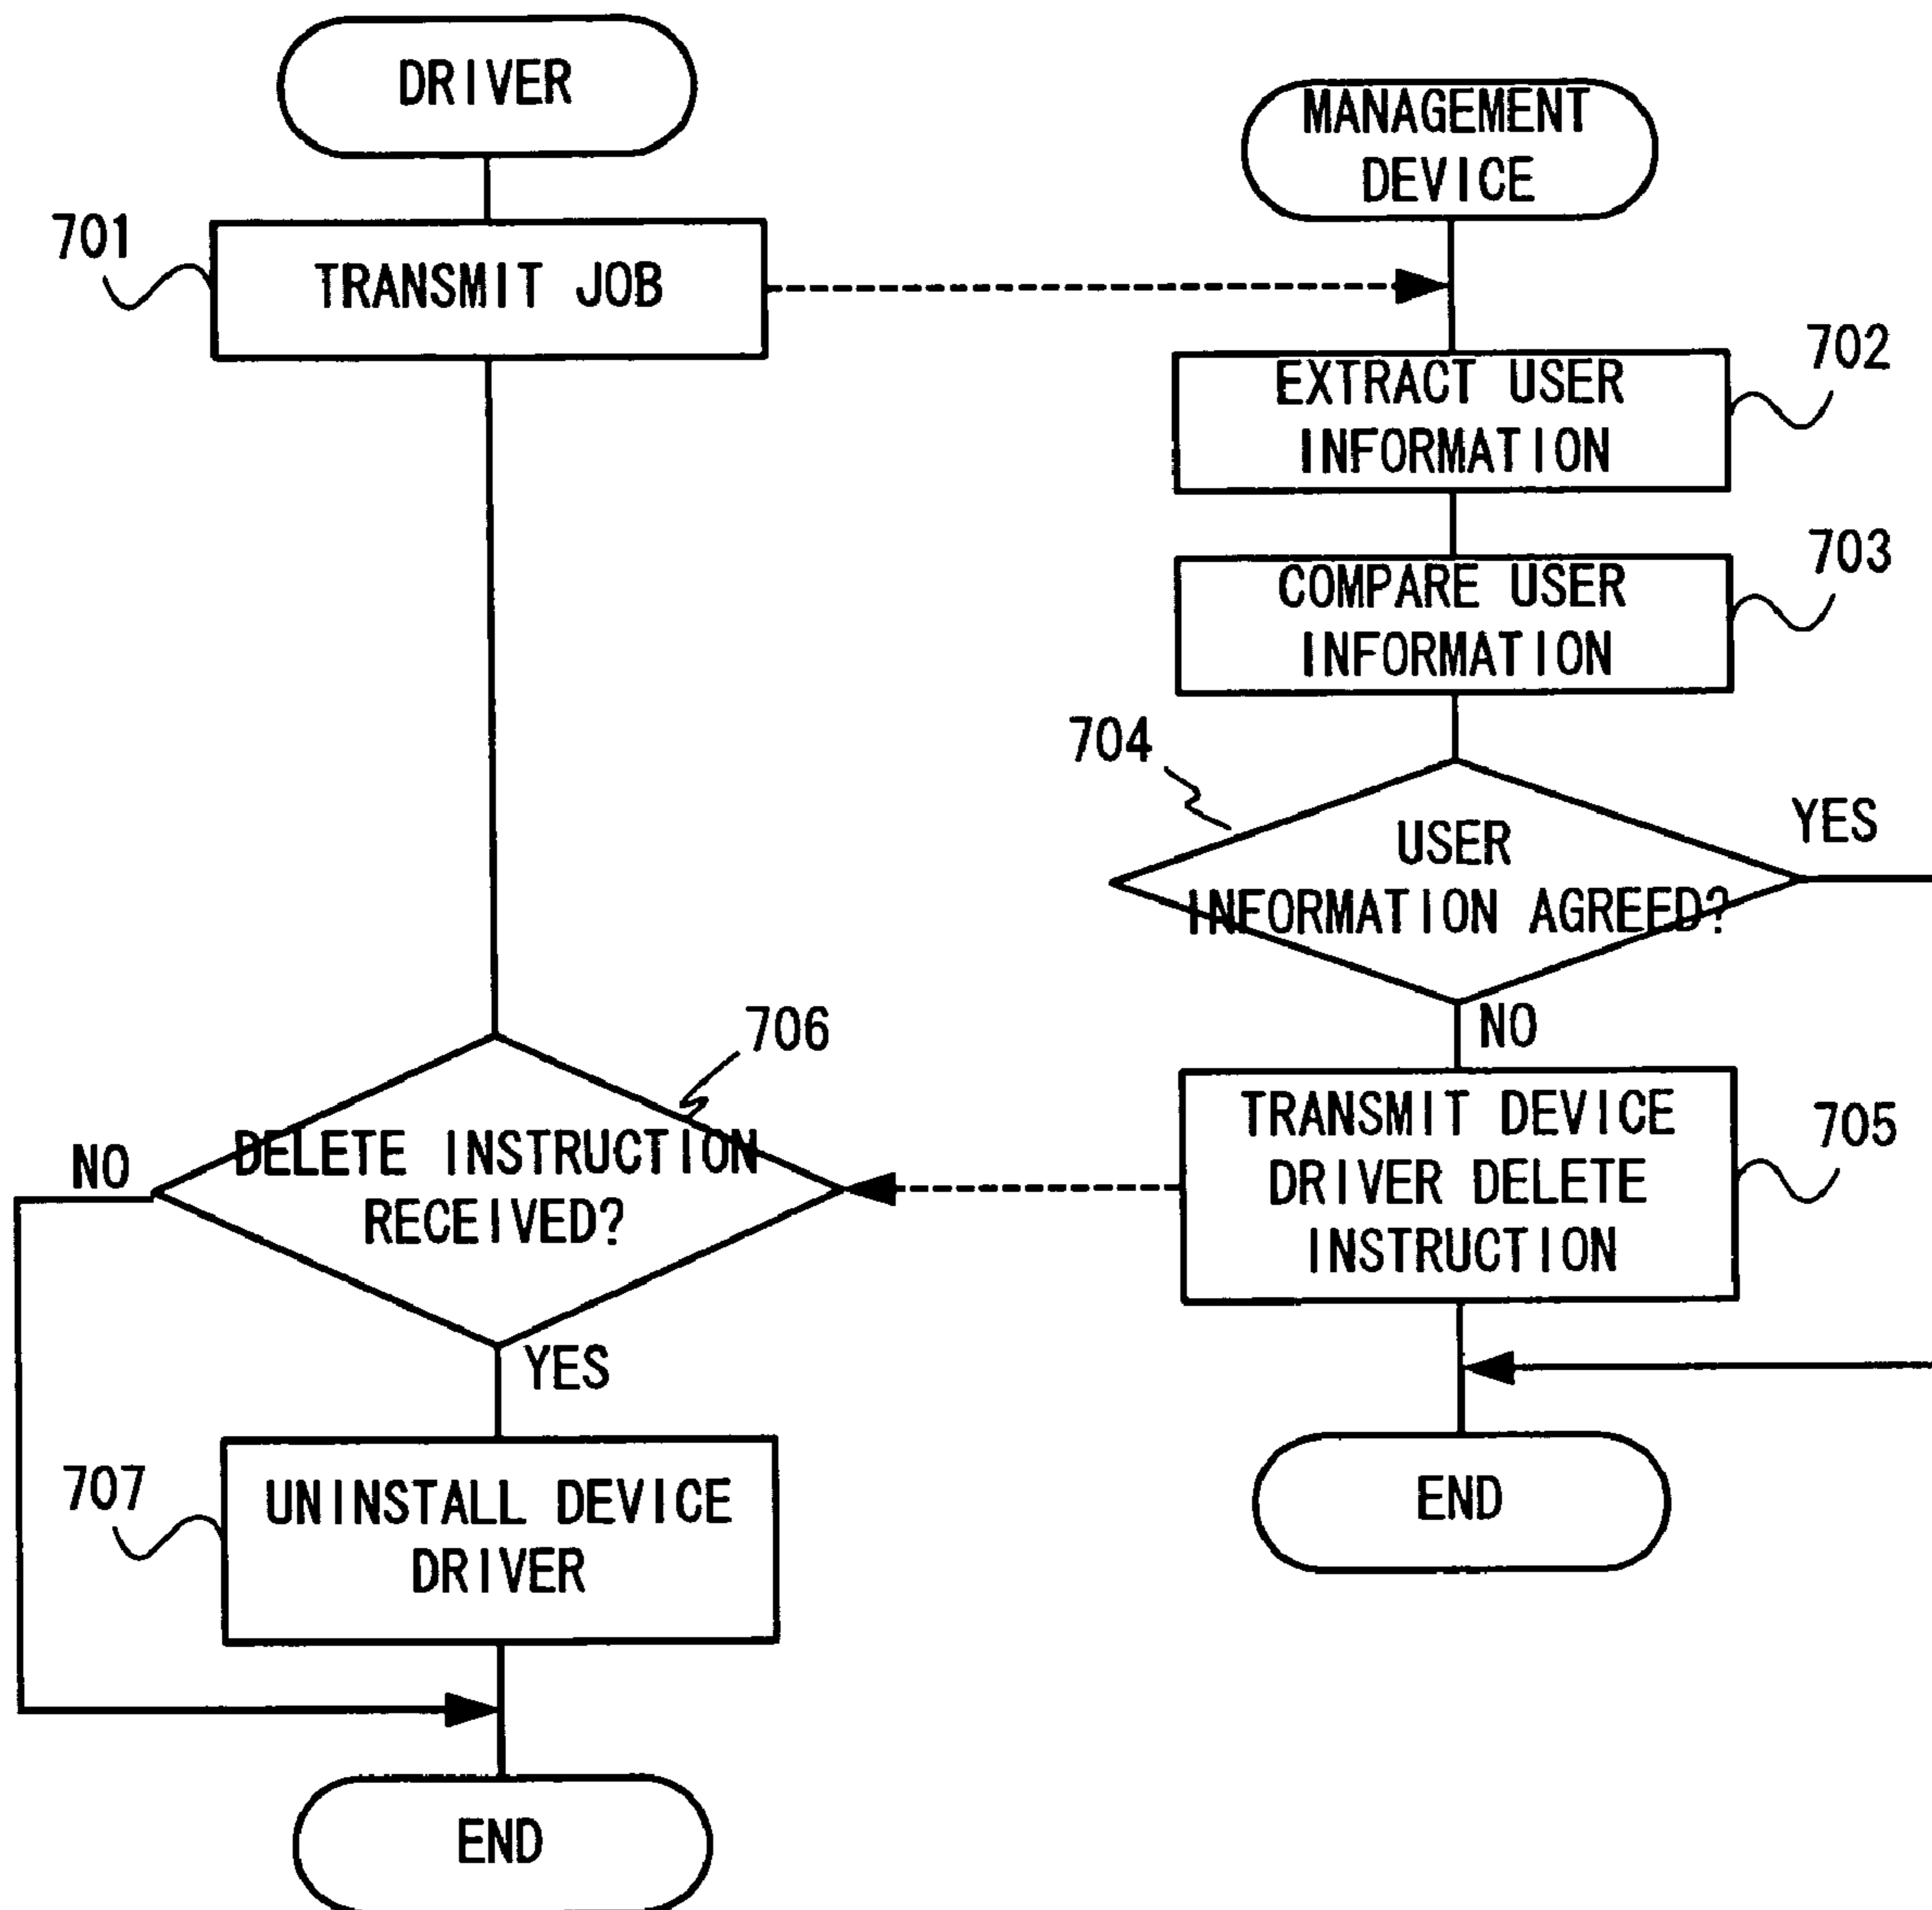 DRIVER
701
TRANSMIT JOB
MANAGEMENT
DEVICE
702
EXTRACT USER
INFORMATION
703
COMPARE USER
INFORMATION
704
USER
INFORMATION AGREED?
YES
NO
705
TRANSMIT DEVICE
DRIVER DELETE
INSTRUCTION
END
706
DELETE INSTRUCTION
RECEIVED?
NO
YES
707
UNINSTALL DEVICE
DRIVER
END